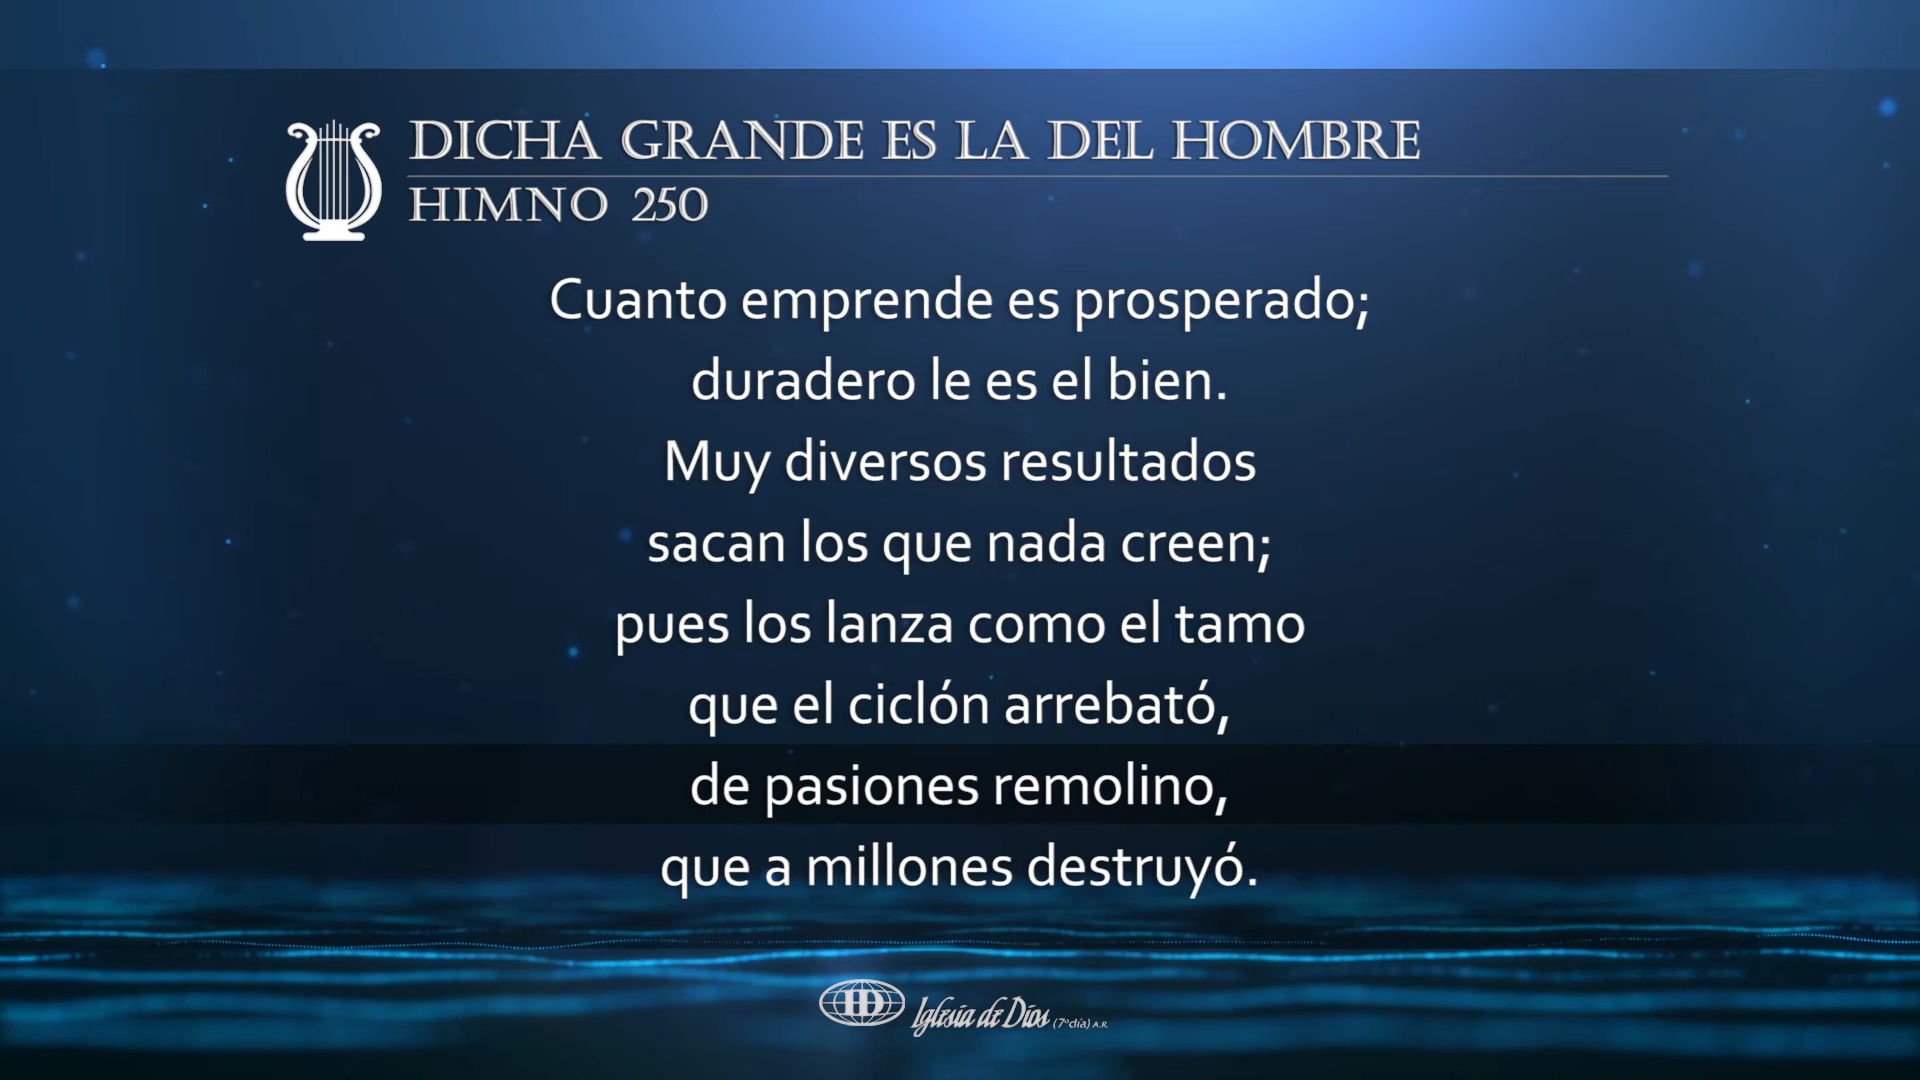 DICHA GRANDE ES LA DEL HOMBRE
HIMNO 250
Cuanto emprende es prosperado;
duradero le es el bien.
Muy diversos resultados
sacan los que nada creen;
pues los lanza como el tamo
que el ciclón arrebató,
de pasiones remolino,
que a millones destruyó.
ID Iglesia de Dios (7º día) A.R.